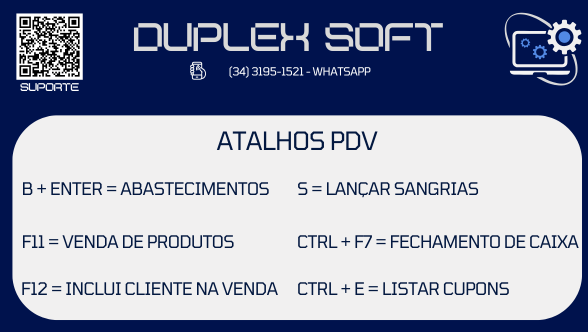 DUPLEX SOFT
(34) 3195-1521 - WHATSAPP
SUPORTE
ATALHOS PDV
B + ENTER = ABASTECIMENTOS
S = LANÇAR SANGRIAS
F11 = VENDA DE PRODUTOS
CTRL + F7 = FECHAMENTO DE CAIXA
F12 = INCLUI CLIENTE NA VENDA
CTRL + E = LISTAR CUPONS